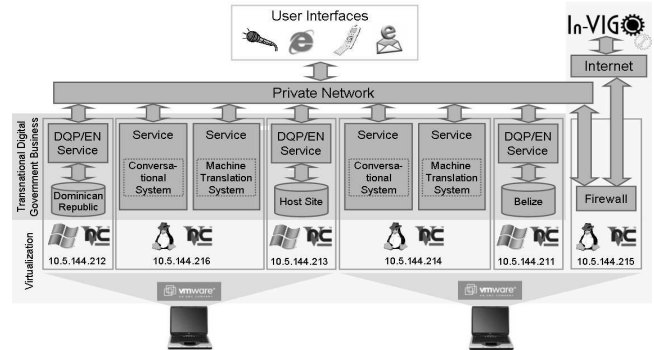 User Interfaces
In-VIGO
Internet
Private Network
Transnational Digital
Government Business
DQP/EN
Service
Dominican
Republic
Service
Conversa-
tional
System
Service
Machine
Translation
System
DQP/EN
Service
Host Site
Service
Conversa-
tional
System
Service
Machine
Translation
System
DQP/EN
Service
Belize
Firewall
Virtualization
10.5.144.212
10.5.144.216
10.5.144.213
10.5.144.214
10.5.144.211
10.5.144.215
vmware
vmware